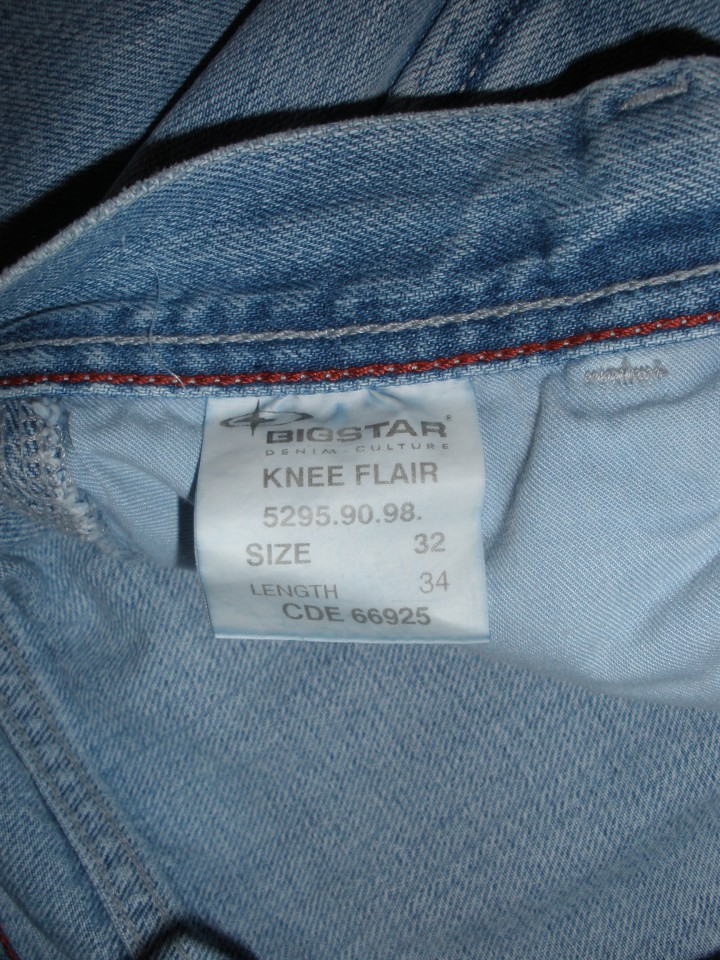 BIGSTAR®
DENIM·CULTURE
KNEE FLAIR
5295.90.98.
SIZE 32
LENGTH 34
CDE 66925